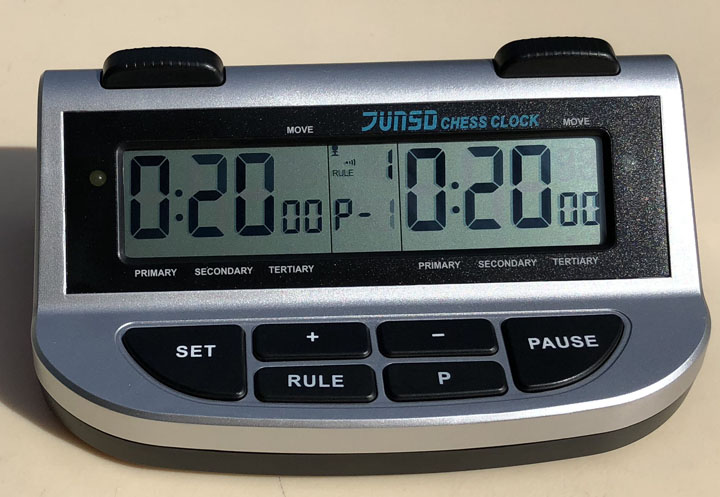 MOVE
JUNSD CHESS CLOCK
MOVE
0:20 00
RULE 1
P-1
0:20 00
PRIMARY SECONDARY TERTIARY
PRIMARY SECONDARY TERTIARY
SET
+
−
PAUSE
RULE
P